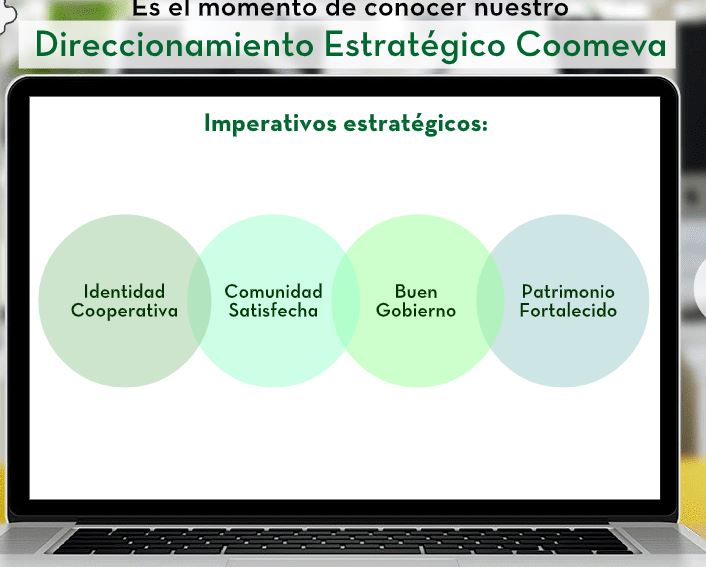 Es el momento de conocer nuestro
Direccionamiento Estratégico Coomeva
Imperativos estratégicos:
Identidad
Cooperativa
Comunidad
Satisfecha
Buen
Gobierno
Patrimonio
Fortalecido